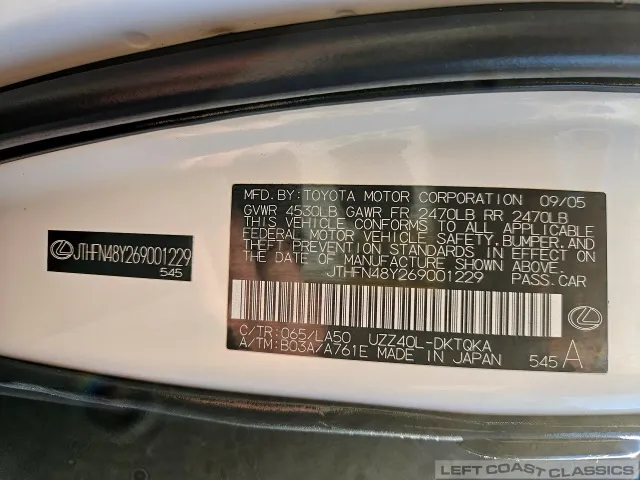 JTHFN48Y269001229
545
MFD. BY: TOYOTA MOTOR CORPORATION 09/05
GVWR 4530LB GAWR FR 2470LB RR 2470LB
THIS VEHICLE CONFORMS TO ALL APPLICABLE
FEDERAL MOTOR VEHICLE SAFETY, BUMPER, AND
THEFT PREVENTION STANDARDS IN EFFECT ON
THE DATE OF MANUFACTURE SHOWN ABOVE.
JTHFN48Y269001229 PASS. CAR
C/TR: 065/LA50 UZZ40L-DKTQKA
A/TM: B03A/A761E MADE IN JAPAN 545 A
LEFT COAST CLASSICS